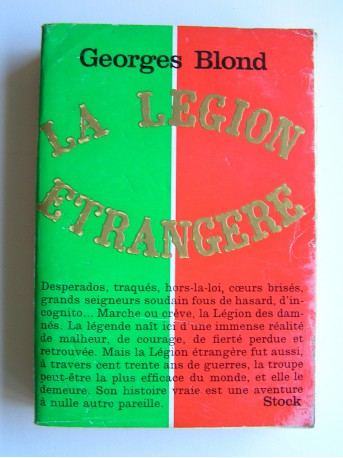 Georges Blond
LA LEGION
ETRANGERE
Desperados, traqués, hors-la-loi, cœurs brisés,
grands seigneurs soudain fous de hasard, d'in-
cognito... Marche ou crève, la Légion des dam-
nés. La légende naît ici d'une immense réalité
de malheur, de courage, de fierté perdue et
retrouvée. Mais la Légion étrangère fut aussi,
à travers cent trente ans de guerres, la troupe
peut-être la plus efficace du monde, et elle le
demeure. Son histoire vraie est une aventure
à nulle autre pareille.
Stock